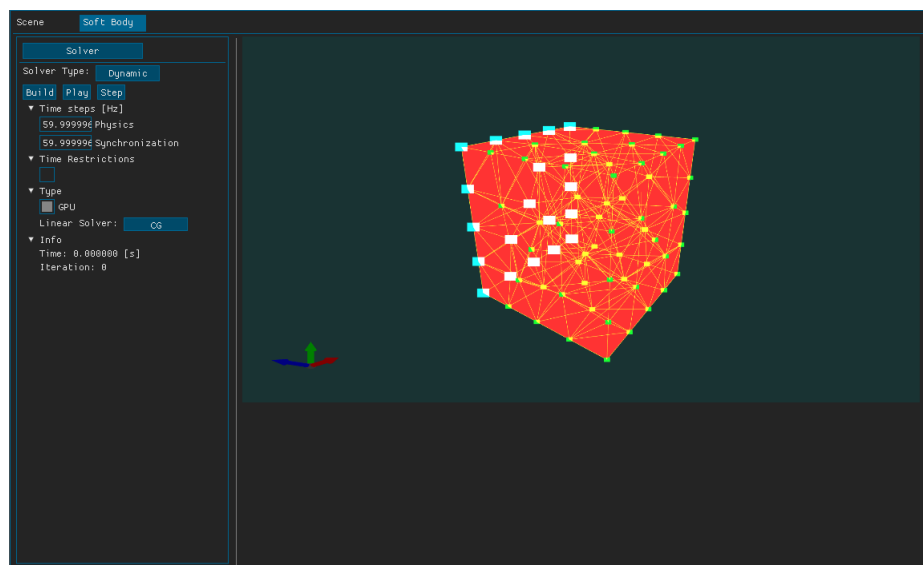 Scene Soft Body
Solver
Solver Type: Dynamic
Build Play Step
Time steps [Hz]
59.999996 Physics
59.999996 Synchronization
Time Restrictions
Type
GPU
Linear Solver: CG
Info
Time: 0.000000 [s]
Iteration: 0